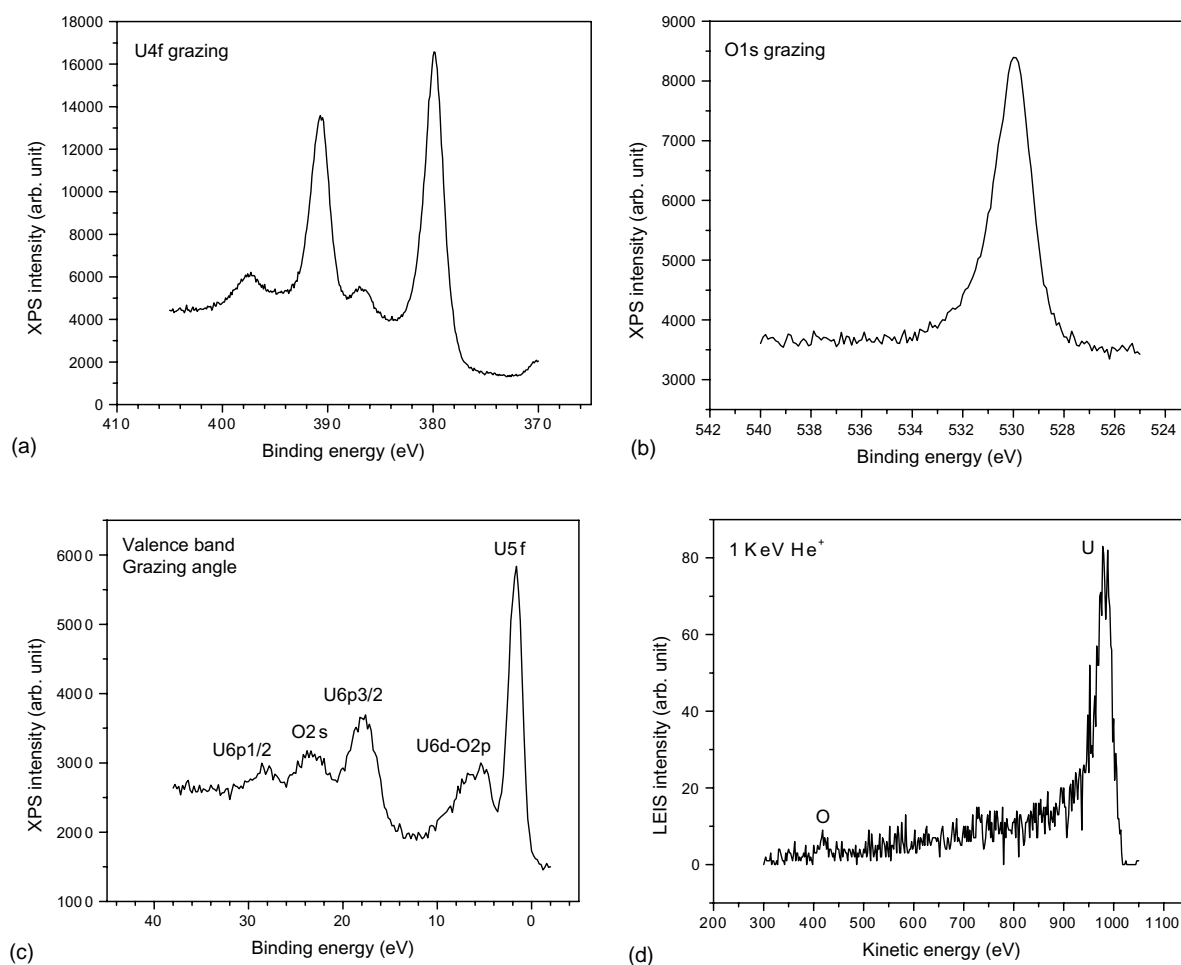 U4f grazing
XPS intensity (arb. unit)
18000
16000
14000
12000
10000
8000
6000
4000
2000
0
410 400 390 380 370
Binding energy (eV)
(a)
O1s grazing
XPS intensity (arb. unit)
9000
8000
7000
6000
5000
4000
3000
542 540 538 536 534 532 530 528 526 524
Binding energy (eV)
(b)
Valence band
Grazing angle
U5f
U6p3/2
O2s
U6p1/2
U6d-O2p
XPS intensity (arb. unit)
6000
5000
4000
3000
2000
1000
40 30 20 10 0
Binding energy (eV)
(c)
1 KeV He⁺
U
O
LEIS intensity (arb. unit)
80
60
40
20
0
200 300 400 500 600 700 800 900 1000 1100
Kinetic energy (eV)
(d)